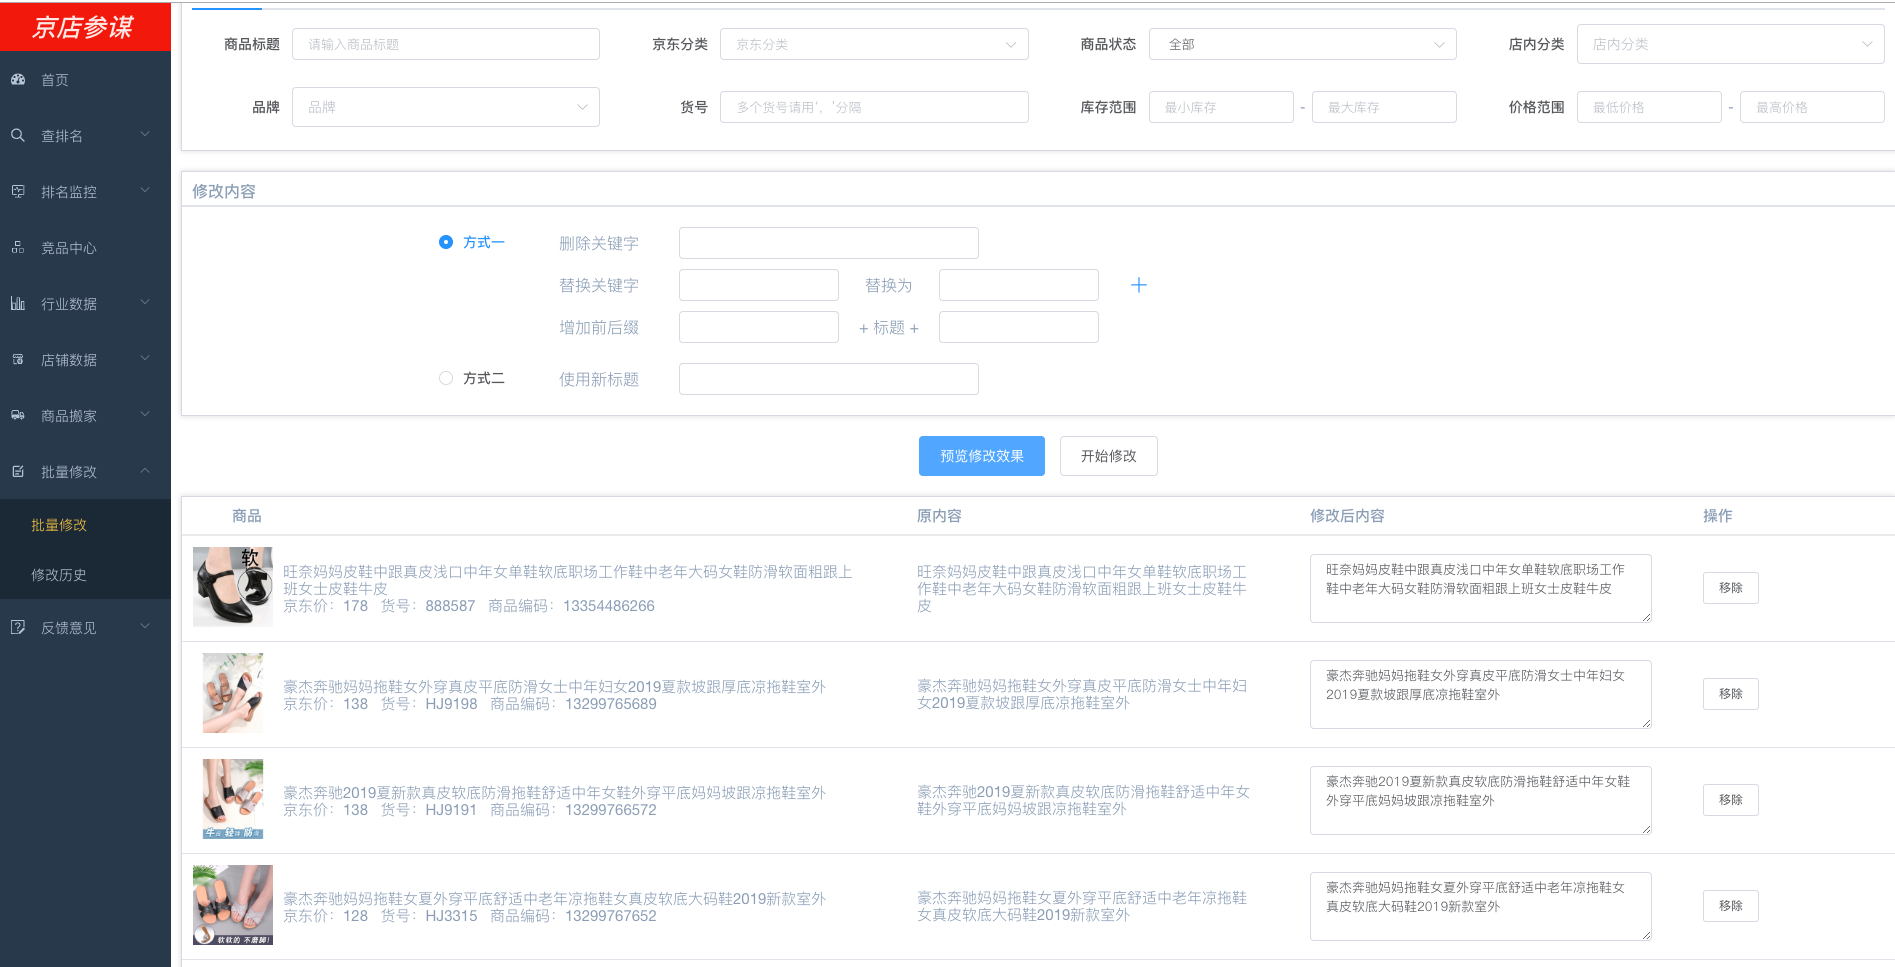 京店参谋
首页
查排名
排名监控
竞品中心
行业数据
店铺数据
商品搬家
批量修改
批量修改
修改历史
反馈意见
商品标题 请输入商品标题 京东分类 京东分类 商品状态 全部 店内分类 店内分类
品牌 品牌 货号 多个货号请用'，'分隔 库存范围 最小库存 - 最大库存 价格范围 最低价格 - 最高价格
修改内容
方式一 删除关键字
替换关键字 替换为
增加前后缀 + 标题 +
方式二 使用新标题
预览修改效果 开始修改
商品 原内容 修改后内容 操作
软
旺奈妈妈皮鞋中跟真皮浅口中年女单鞋软底职场工作鞋中老年大码女鞋防滑软面粗跟上
班女士皮鞋牛皮
京东价：178 货号：888587 商品编码：13354486266
旺奈妈妈皮鞋中跟真皮浅口中年女单鞋软底职场工
作鞋中老年大码女鞋防滑软面粗跟上班女士皮鞋牛
皮
旺奈妈妈皮鞋中跟真皮浅口中年女单鞋软底职场工作
鞋中老年大码女鞋防滑软面粗跟上班女士皮鞋牛皮
移除
豪杰奔驰妈妈拖鞋女外穿真皮平底防滑女士中年妇女2019夏款坡跟厚底凉拖鞋室外
京东价：138 货号：HJ9198 商品编码：13299765689
豪杰奔驰妈妈拖鞋女外穿真皮平底防滑女士中年妇
女2019夏款坡跟厚底凉拖鞋室外
豪杰奔驰妈妈拖鞋女外穿真皮平底防滑女士中年妇女
2019夏款坡跟厚底凉拖鞋室外
移除
豪杰奔驰2019夏新款真皮软底防滑拖鞋舒适中年女鞋外穿平底妈妈坡跟凉拖鞋室外
京东价：138 货号：HJ9191 商品编码：13299766572
豪杰奔驰2019夏新款真皮软底防滑拖鞋舒适中年女
鞋外穿平底妈妈坡跟凉拖鞋室外
豪杰奔驰2019夏新款真皮软底防滑拖鞋舒适中年女鞋
外穿平底妈妈坡跟凉拖鞋室外
移除
豪杰奔驰妈妈拖鞋女夏外穿平底舒适中老年凉拖鞋女真皮软底大码鞋2019新款室外
京东价：128 货号：HJ3315 商品编码：13299767652
软软的 不磨脚!
豪杰奔驰妈妈拖鞋女夏外穿平底舒适中老年凉拖鞋
女真皮软底大码鞋2019新款室外
豪杰奔驰妈妈拖鞋女夏外穿平底舒适中老年凉拖鞋女
真皮软底大码鞋2019新款室外
移除